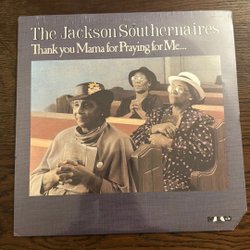 The Jackson Southernaires
Thank you Mama for Praying for Me...